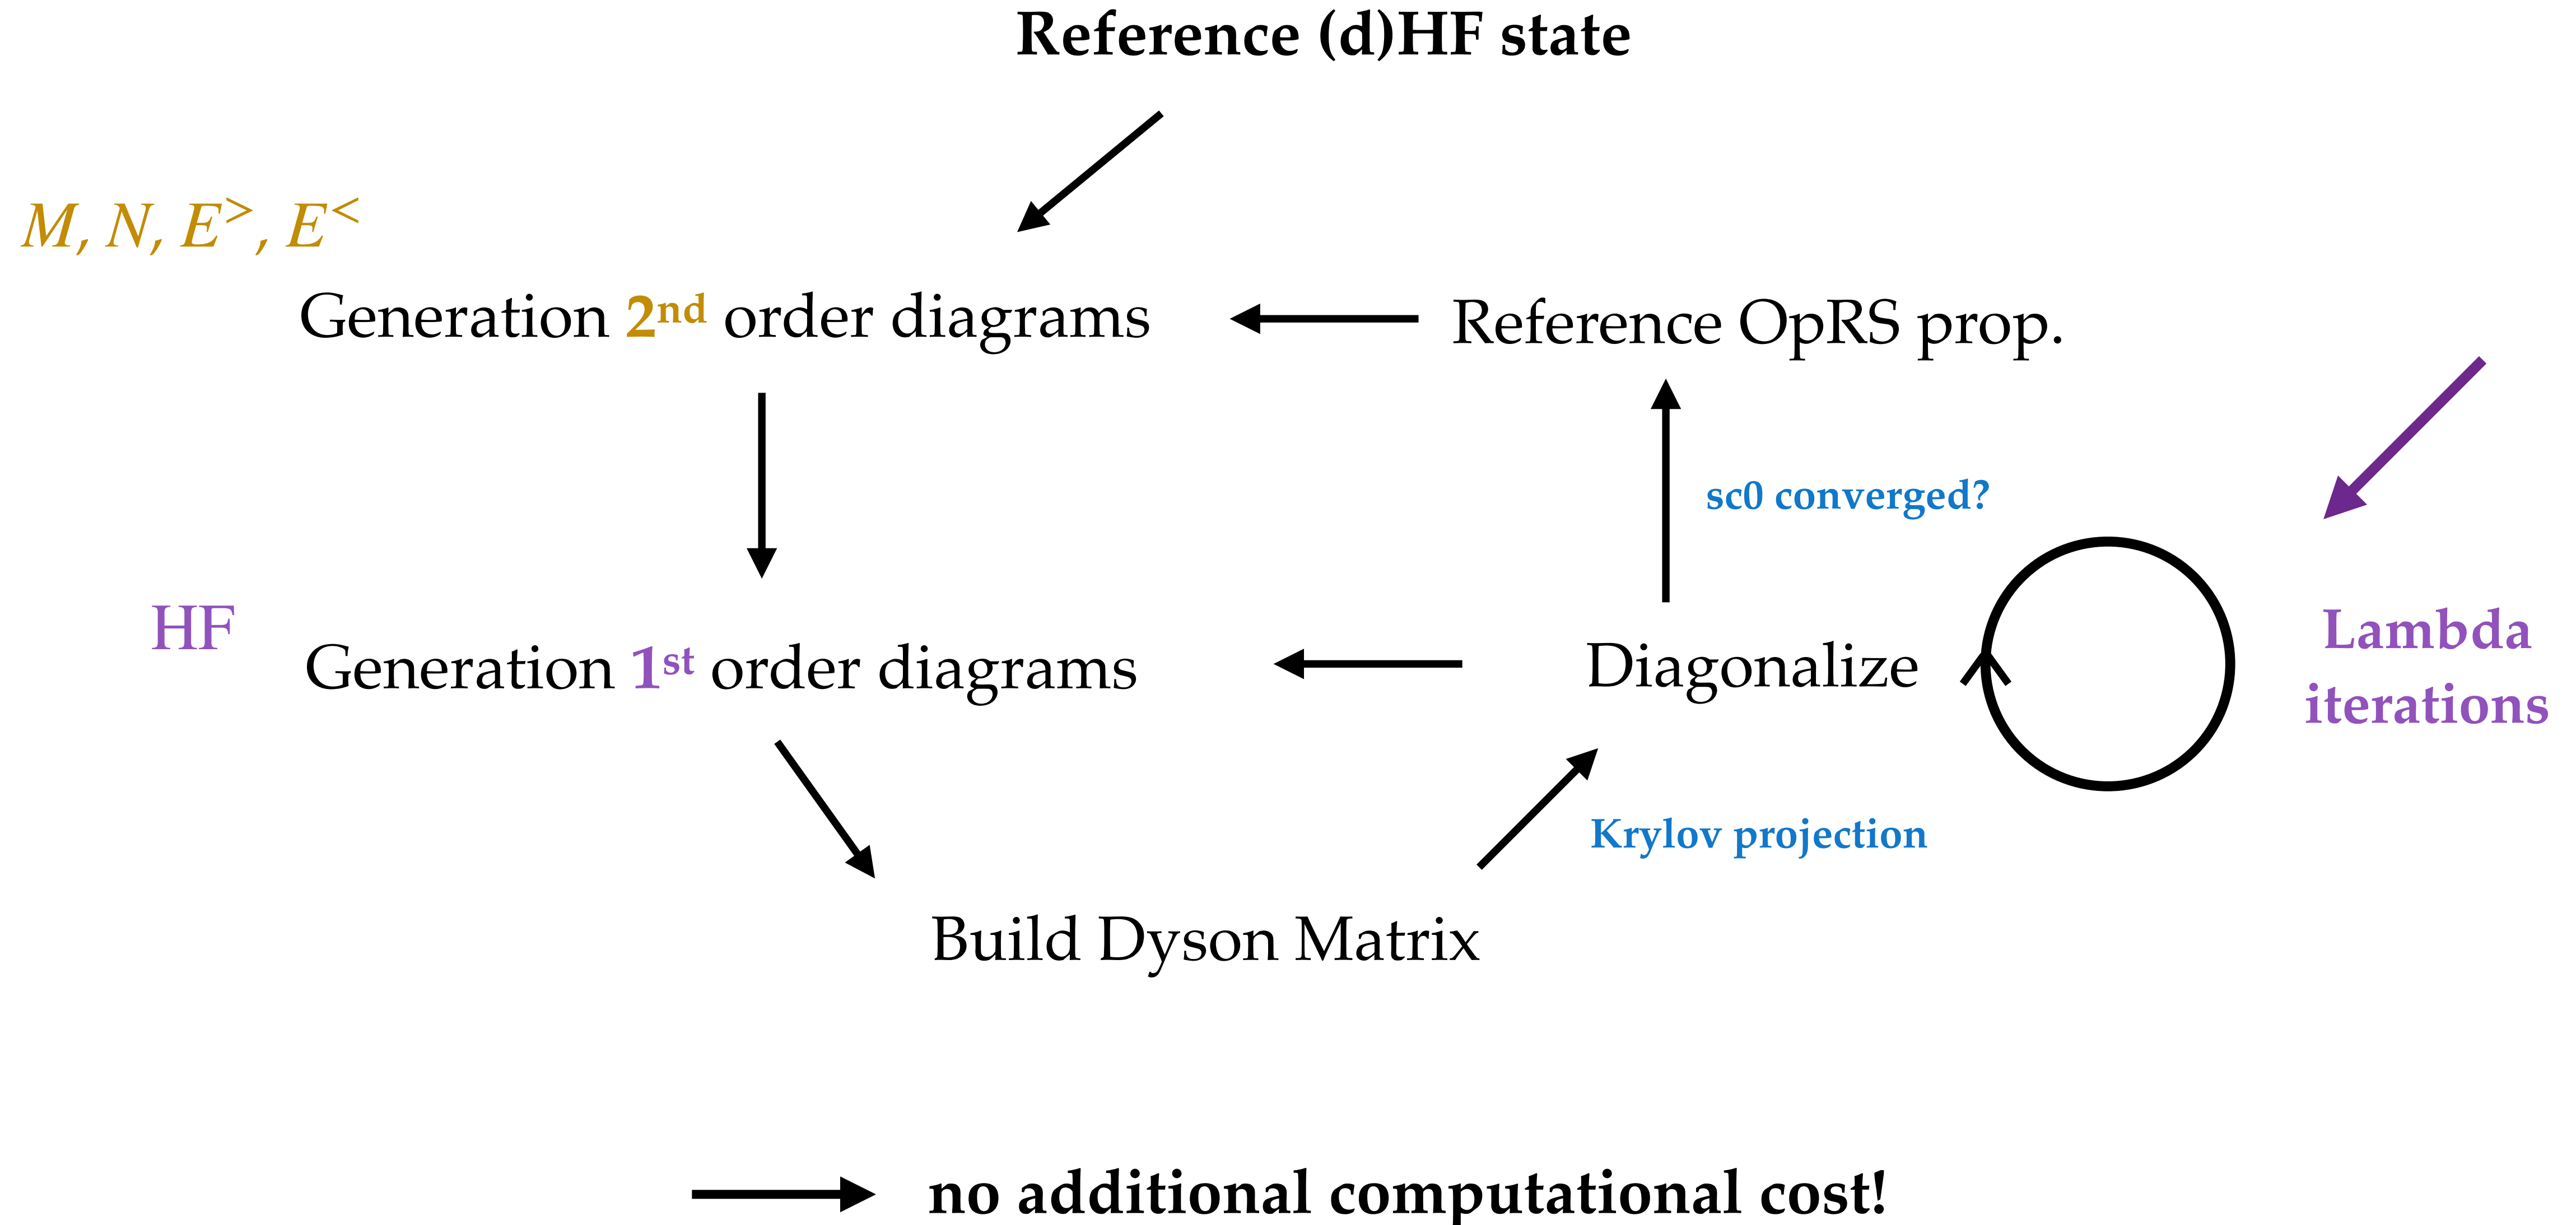 Reference (d)HF state
M, N, E>, E<
Generation 2nd order diagrams
Reference OpRS prop.
sc0 converged?
HF
Generation 1st order diagrams
Diagonalize
Lambda
iterations
Krylov projection
Build Dyson Matrix
no additional computational cost!